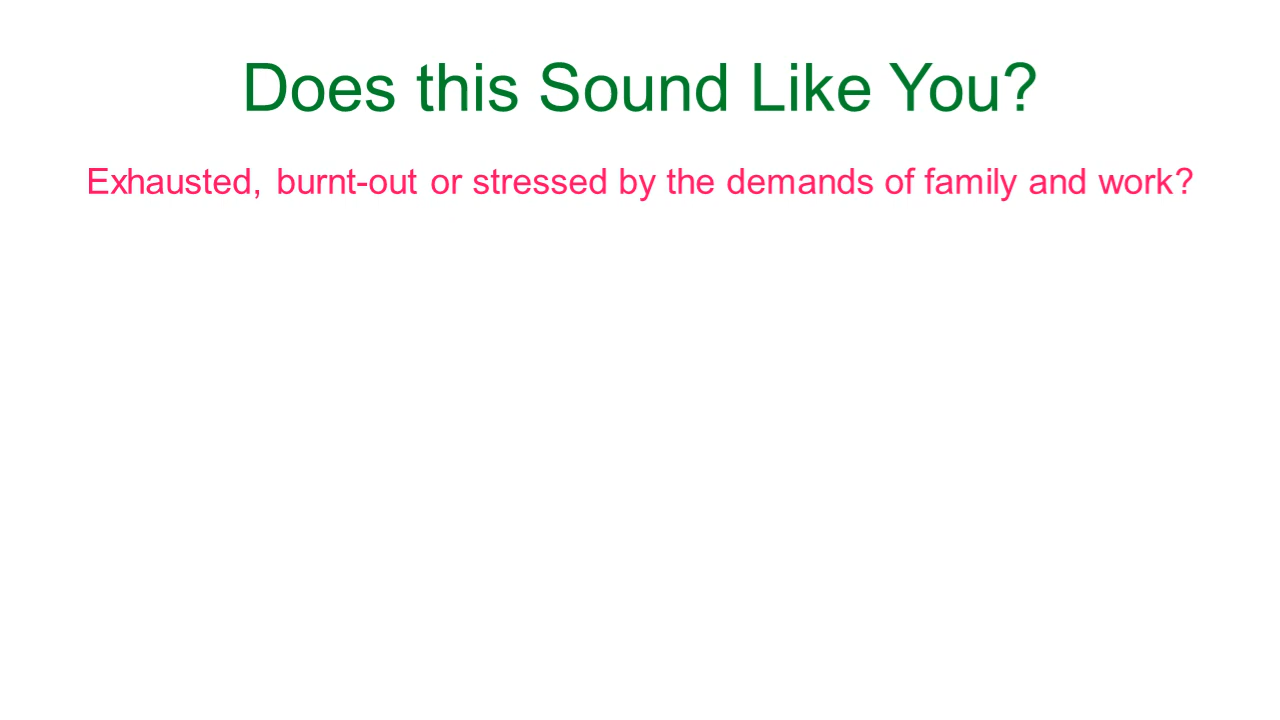 Does this Sound Like You?
Exhausted, burnt-out or stressed by the demands of family and work?